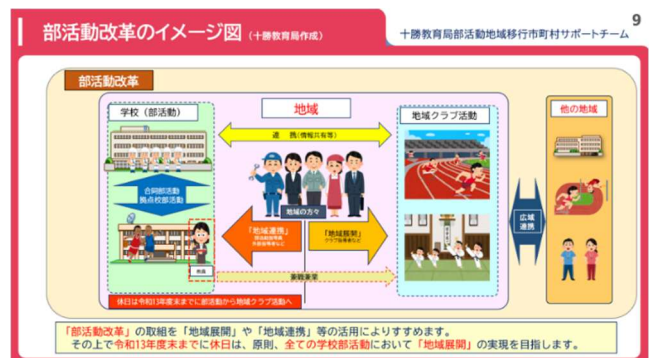 部活動改革のイメージ図（十勝教育局作成）
十勝教育局部活動地域移行市町村サポートチーム
9
部活動改革
学校（部活動）
地域
地域クラブ活動
他の地域
連 携（情報共有等）
合同部活動
拠点校部活動
地域の方々
「地域連携」
「地域展開」
広域
連携
教員
兼職兼業
休日は令和13年度末までに部活動から地域クラブ活動へ
「部活動改革」の取組を「地域展開」や「地域連携」等の活用によりすすめます。
その上で令和13年度末までに休日は、原則、全ての学校部活動において「地域展開」の実現を目指します。